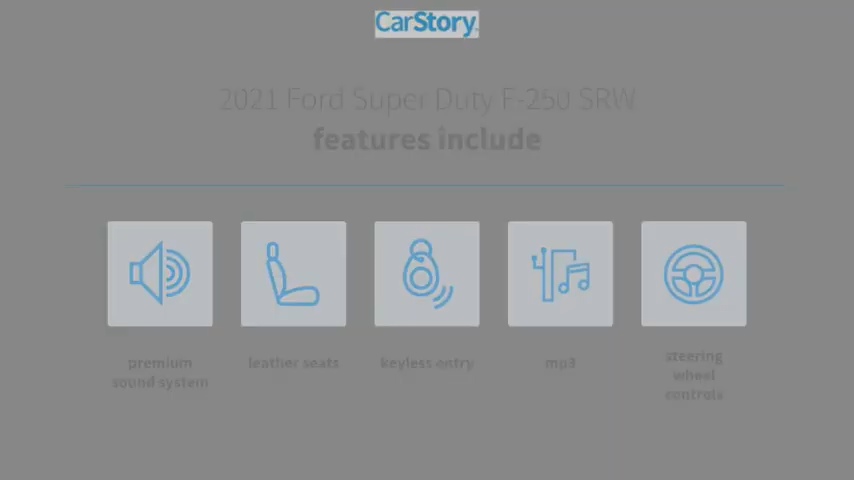 CarStory
2021 Ford Super Duty F-250 SRW
features include
premium
sound system
leather seats
keyless entry
mp3
steering
wheel
controls